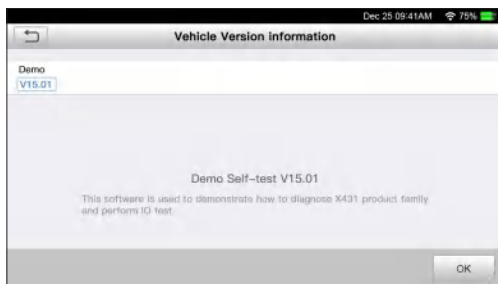 Dec 25 09:41AM 75%
Vehicle Version information
Demo
V15.01
Demo Self-test V15.01
This software is used to demonstrate how to diagnose X431 product family
and perform IO test
OK